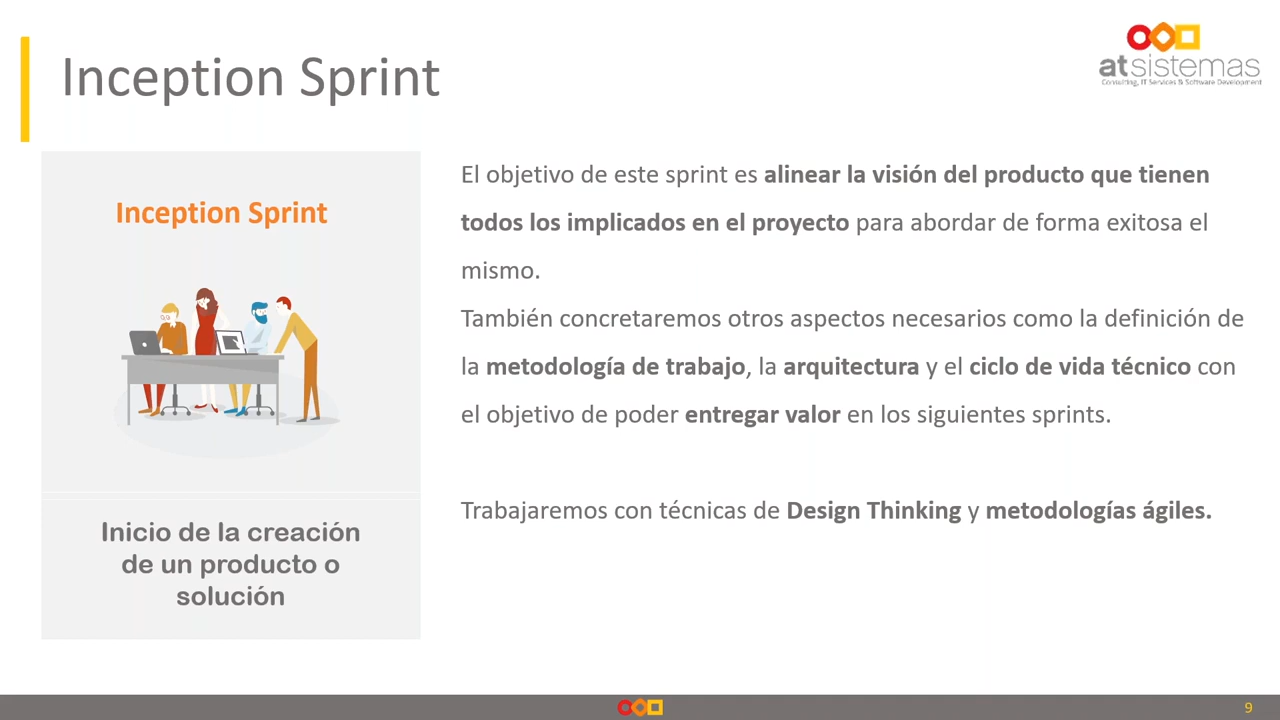 Inception Sprint
atsistemas
Consulting, IT Services & Software Development
Inception Sprint
Inicio de la creación
de un producto o
solución
El objetivo de este sprint es alinear la visión del producto que tienen
todos los implicados en el proyecto para abordar de forma exitosa el
mismo.
También concretaremos otros aspectos necesarios como la definición de
la metodología de trabajo, la arquitectura y el ciclo de vida técnico con
el objetivo de poder entregar valor en los siguientes sprints.
Trabajaremos con técnicas de Design Thinking y metodologías ágiles.
9